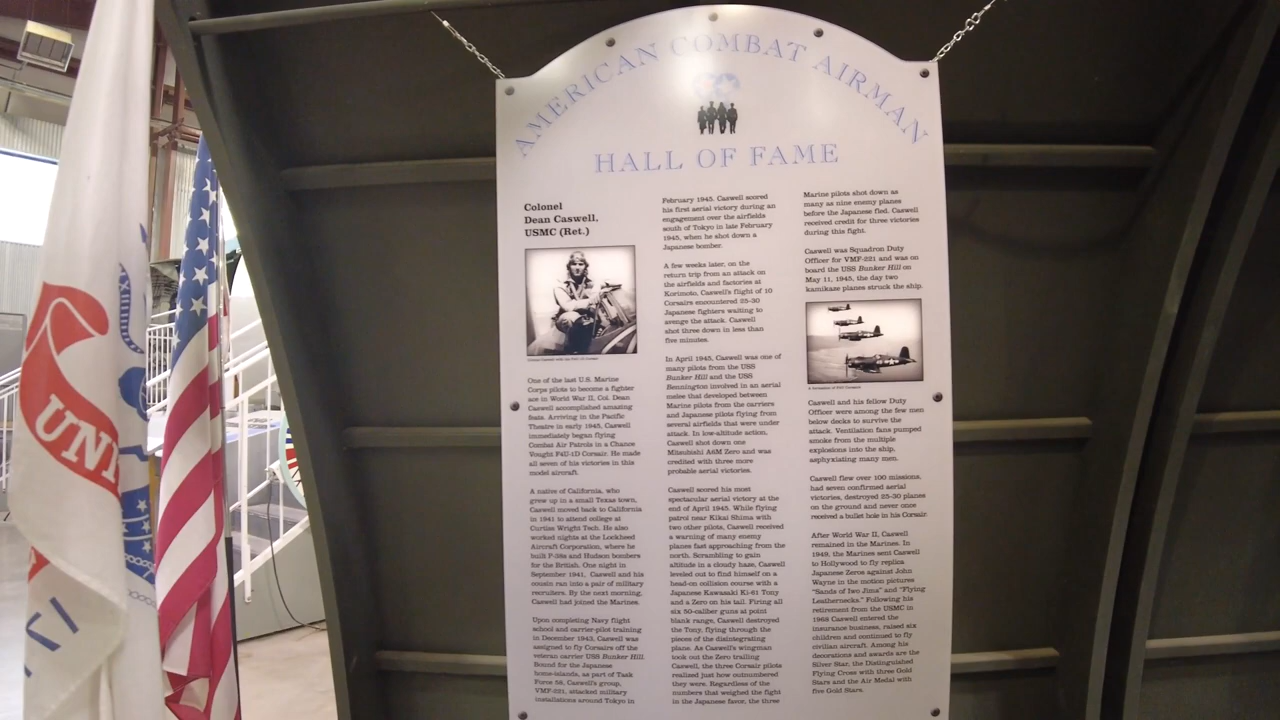 AMERICAN COMBAT AIRMAN
HALL OF FAME
Colonel
Dean Caswell,
USMC (Ret.)
One of the last U.S. Marine
Corps pilots to become a fighter
ace in World War II, Col. Dean
Caswell accomplished amazing
feats. Arriving in the Pacific
Theatre in early 1945, Caswell
immediately began flying
Combat Air Patrols in a Chance
Vought F4U-1D Corsair. He made
all seven of his victories in this
model aircraft.
A native of California, who
grew up in a small Texas town,
Caswell moved back to California
in 1941 to attend college at
Curtiss Wright Tech. He also
worked nights at the Lockheed
Aircraft Corporation, where he
built P-38s and Hudson bombers
for the British. One night in
September 1941, Caswell and his
cousin ran into a pair of military
recruiters. By the next morning,
Caswell had joined the Marines.
Upon completing Navy flight
school and carrier-pilot training
in December 1943, Caswell was
assigned to fly Corsairs off the
veteran carrier USS Bunker Hill.
Bound for the Japanese
home-islands, as part of Task
Force 58, Caswell's group,
VMF-221, attacked military
installations around Tokyo in
February 1945. Caswell scored
his first aerial victory during an
engagement over the airfields
south of Tokyo in late February
1945, when he shot down a
Japanese bomber.
A few weeks later, on the
return trip from an attack on
the airfields and factories at
Korimoto, Caswell's flight of 10
Corsairs encountered 25-30
Japanese fighters waiting to
avenge the attack. Caswell
shot three down in less than
five minutes.
In April 1945, Caswell was one of
many pilots from the USS
Bunker Hill and the USS
Bennington involved in an aerial
melee that developed between
Marine pilots from the carriers
and Japanese pilots flying from
several airfields that were under
attack. In low-altitude action,
Caswell shot down one
Mitsubishi A6M Zero and was
credited with three more
probable aerial victories.
Caswell scored his most
spectacular aerial victory at the
end of April 1945. While flying
patrol near Kikai Shima with
two other pilots, Caswell received
a warning of many enemy
planes fast approaching from the
north. Scrambling to gain
altitude in a cloudy haze, Caswell
leveled out to find himself on a
head-on collision course with a
Japanese Kawasaki Ki-61 Tony
and a Zero on his tail. Firing all
six 50-caliber guns at point
blank range, Caswell destroyed
the Tony, flying through the
pieces of the disintegrating
plane. As Caswell's wingman
took out the Zero trailing
Caswell, the three Corsair pilots
realized just how outnumbered
they were. Regardless of the
numbers that weighed the fight
in the Japanese favor, the three
Marine pilots shot down as
many as nine enemy planes
before the Japanese fled. Caswell
received credit for three victories
during this fight.
Caswell was Squadron Duty
Officer for VMF-221 and was on
board the USS Bunker Hill on
May 11, 1945, the day two
kamikaze planes struck the ship.
A formation of F4U Corsairs
Caswell and his fellow Duty
Officer were among the few men
below decks to survive the
attack. Ventilation fans pumped
smoke from the multiple
explosions into the ship,
asphyxiating many men.
Caswell flew over 100 missions,
had seven confirmed aerial
victories, destroyed 25-30 planes
on the ground and never once
received a bullet hole in his Corsair.
After World War II, Caswell
remained in the Marines. In
1949, the Marines sent Caswell
to Hollywood to fly replica
Japanese Zeros against John
Wayne in the motion pictures
"Sands of Iwo Jima" and "Flying
Leathernecks." Following his
retirement from the USMC in
1968 Caswell entered the
insurance business, raised six
children and continued to fly
civilian aircraft. Among his
decorations and awards are the
Silver Star, the Distinguished
Flying Cross with three Gold
Stars and the Air Medal with
five Gold Stars.
UNI